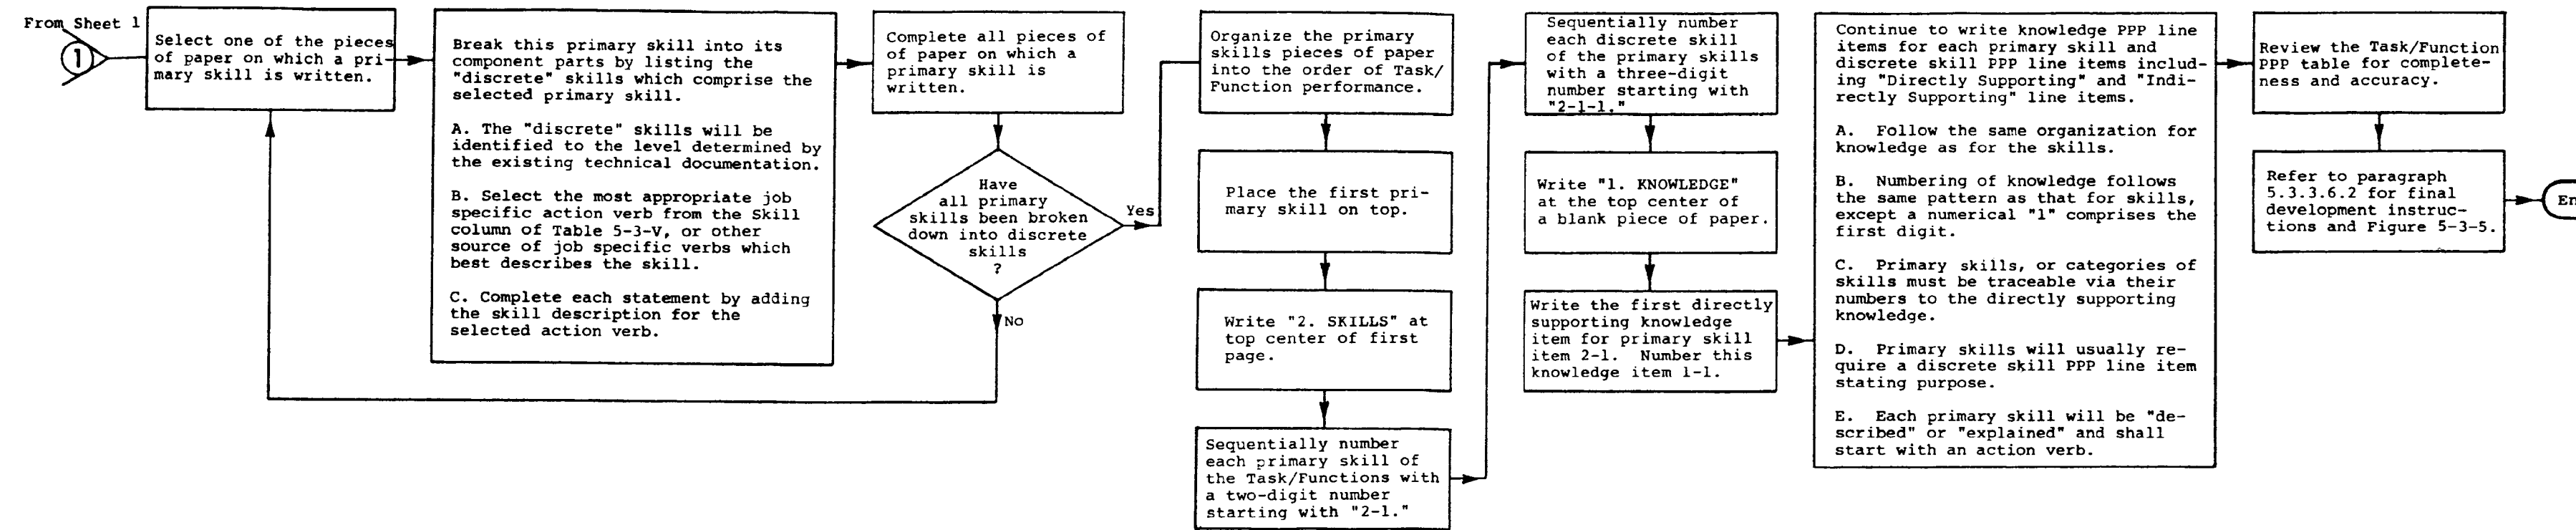 From Sheet 1
1
Select one of the pieces
of paper on which a pri-
mary skill is written.
Break this primary skill into its
component parts by listing the
"discrete" skills which comprise the
selected primary skill.
A. The "discrete" skills will be
identified to the level determined by
the existing technical documentation.
B. Select the most appropriate job
specific action verb from the Skill
column of Table 5-3-V, or other
source of job specific verbs which
best describes the skill.
C. Complete each statement by adding
the skill description for the
selected action verb.
Complete all pieces of
of paper on which a
primary skill is
written.
Have
all primary
skills been broken
down into discrete
skills
?
Yes
No
Organize the primary
skills pieces of paper
into the order of Task/
Function performance.
Place the first pri-
mary skill on top.
Write "2. SKILLS" at
top center of first
page.
Sequentially number
each primary skill of
the Task/Functions with
a two-digit number
starting with "2-1."
Sequentially number
each discrete skill
of the primary skills
with a three-digit
number starting with
"2-1-1."
Write "1. KNOWLEDGE"
at the top center of
a blank piece of paper.
Write the first directly
supporting knowledge
item for primary skill
item 2-1. Number this
knowledge item 1-1.
Continue to write knowledge PPP line
items for each primary skill and
discrete skill PPP line items includ-
ing "Directly Supporting" and "Indi-
rectly Supporting" line items.
A. Follow the same organization for
knowledge as for the skills.
B. Numbering of knowledge follows
the same pattern as that for skills,
except a numerical "1" comprises the
first digit.
C. Primary skills, or categories of
skills must be traceable via their
numbers to the directly supporting
knowledge.
D. Primary skills will usually re-
quire a discrete skill PPP line item
stating purpose.
E. Each primary skill will be "de-
scribed" or "explained" and shall
start with an action verb.
Review the Task/Function
PPP table for complete-
ness and accuracy.
Refer to paragraph
5.3.3.6.2 for final
development instruc-
tions and Figure 5-3-5.
En